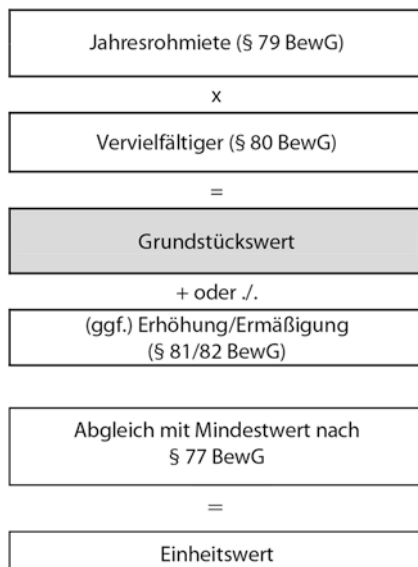 Jahresrohmiete (§ 79 BewG)
x
Vervielfältiger (§ 80 BewG)
=
Grundstückswert
+ oder ./.
(ggf.) Erhöhung/Ermäßigung
(§ 81/82 BewG)
Abgleich mit Mindestwert nach
§ 77 BewG
=
Einheitswert